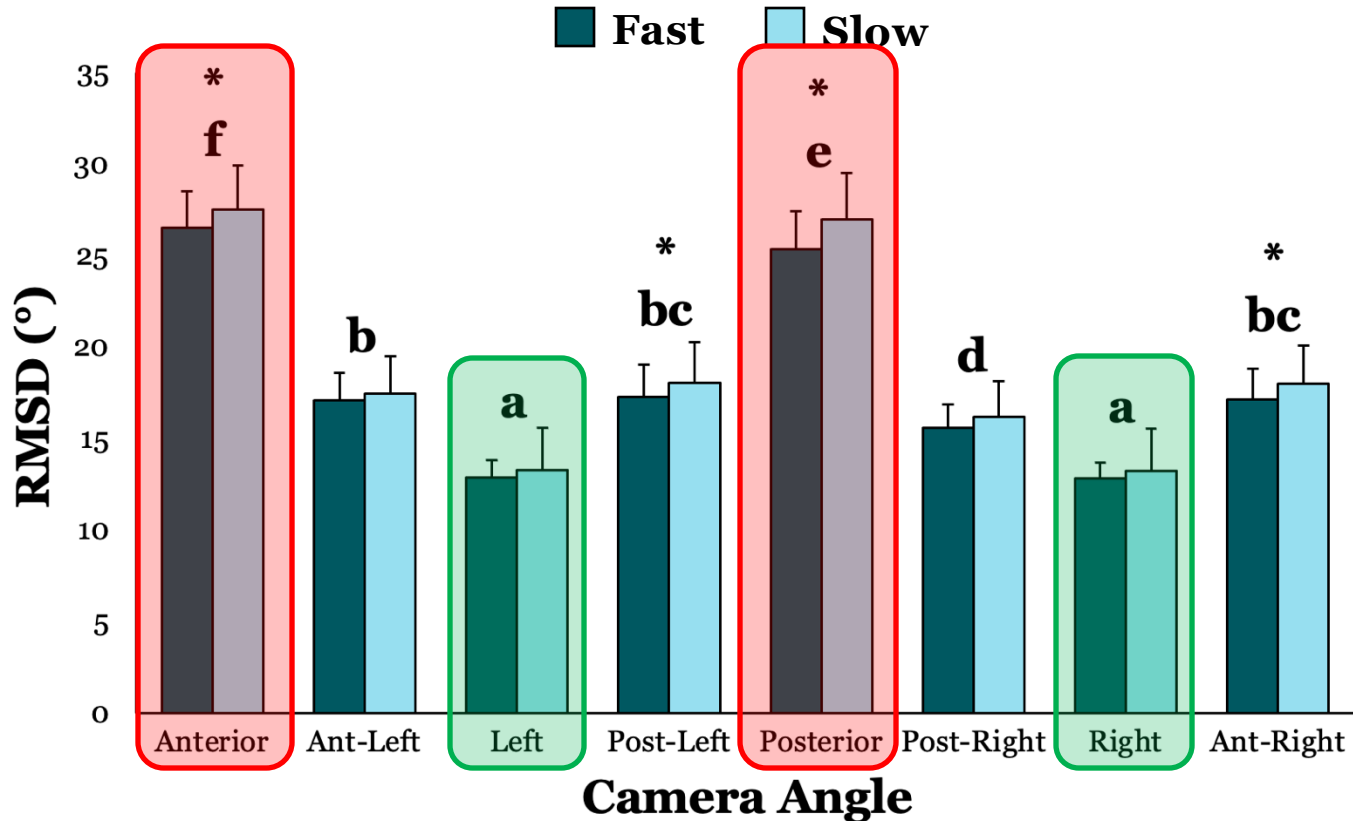 Fast Slow
35
30
25
20
15
10
5
0
RMSD (°)
* f
b
a
* bc
* e
d
a
* bc
Anterior Ant-Left Left Post-Left Posterior Post-Right Right Ant-Right
Camera Angle